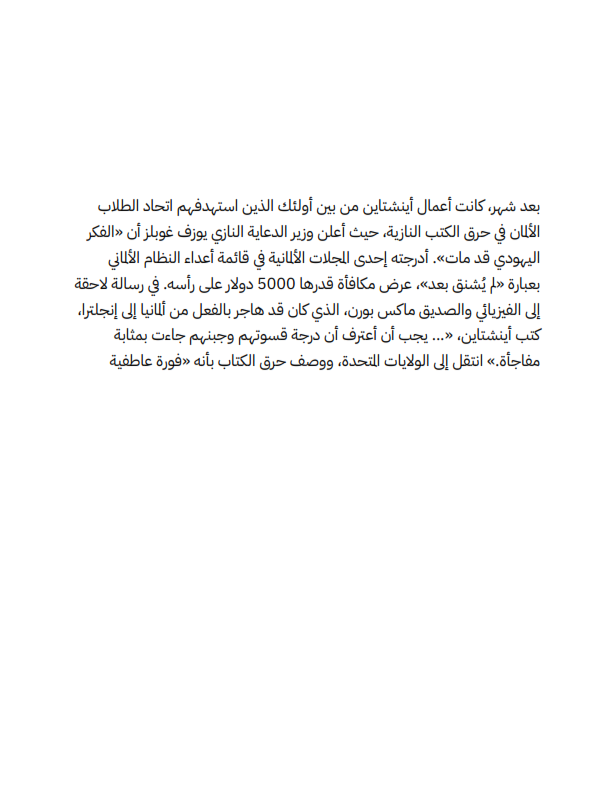 بعد شهر، كانت أعمال أينشتاين من بين أولئك الذين استهدفهم اتحاد الطلاب
الألمان في حرق الكتب النازية، حيث أعلن وزير الدعاية النازي يوزف غوبلز أن «الفكر
اليهودي قد مات». أدرجته إحدى المجلات الألمانية في قائمة أعداء النظام الألماني
بعبارة «لم يُشنق بعد»، عرض مكافأة قدرها 5000 دولار على رأسه. في رسالة لاحقة
إلى الفيزيائي والصديق ماكس بورن، الذي كان قد هاجر بالفعل من ألمانيا إلى إنجلترا،
كتب أينشتاين، «... يجب أن أعترف أن درجة قسوتهم وجبنهم جاءت بمثابة
مفاجأة.» انتقل إلى الولايات المتحدة، ووصف حرق الكتاب بأنه «فورة عاطفية